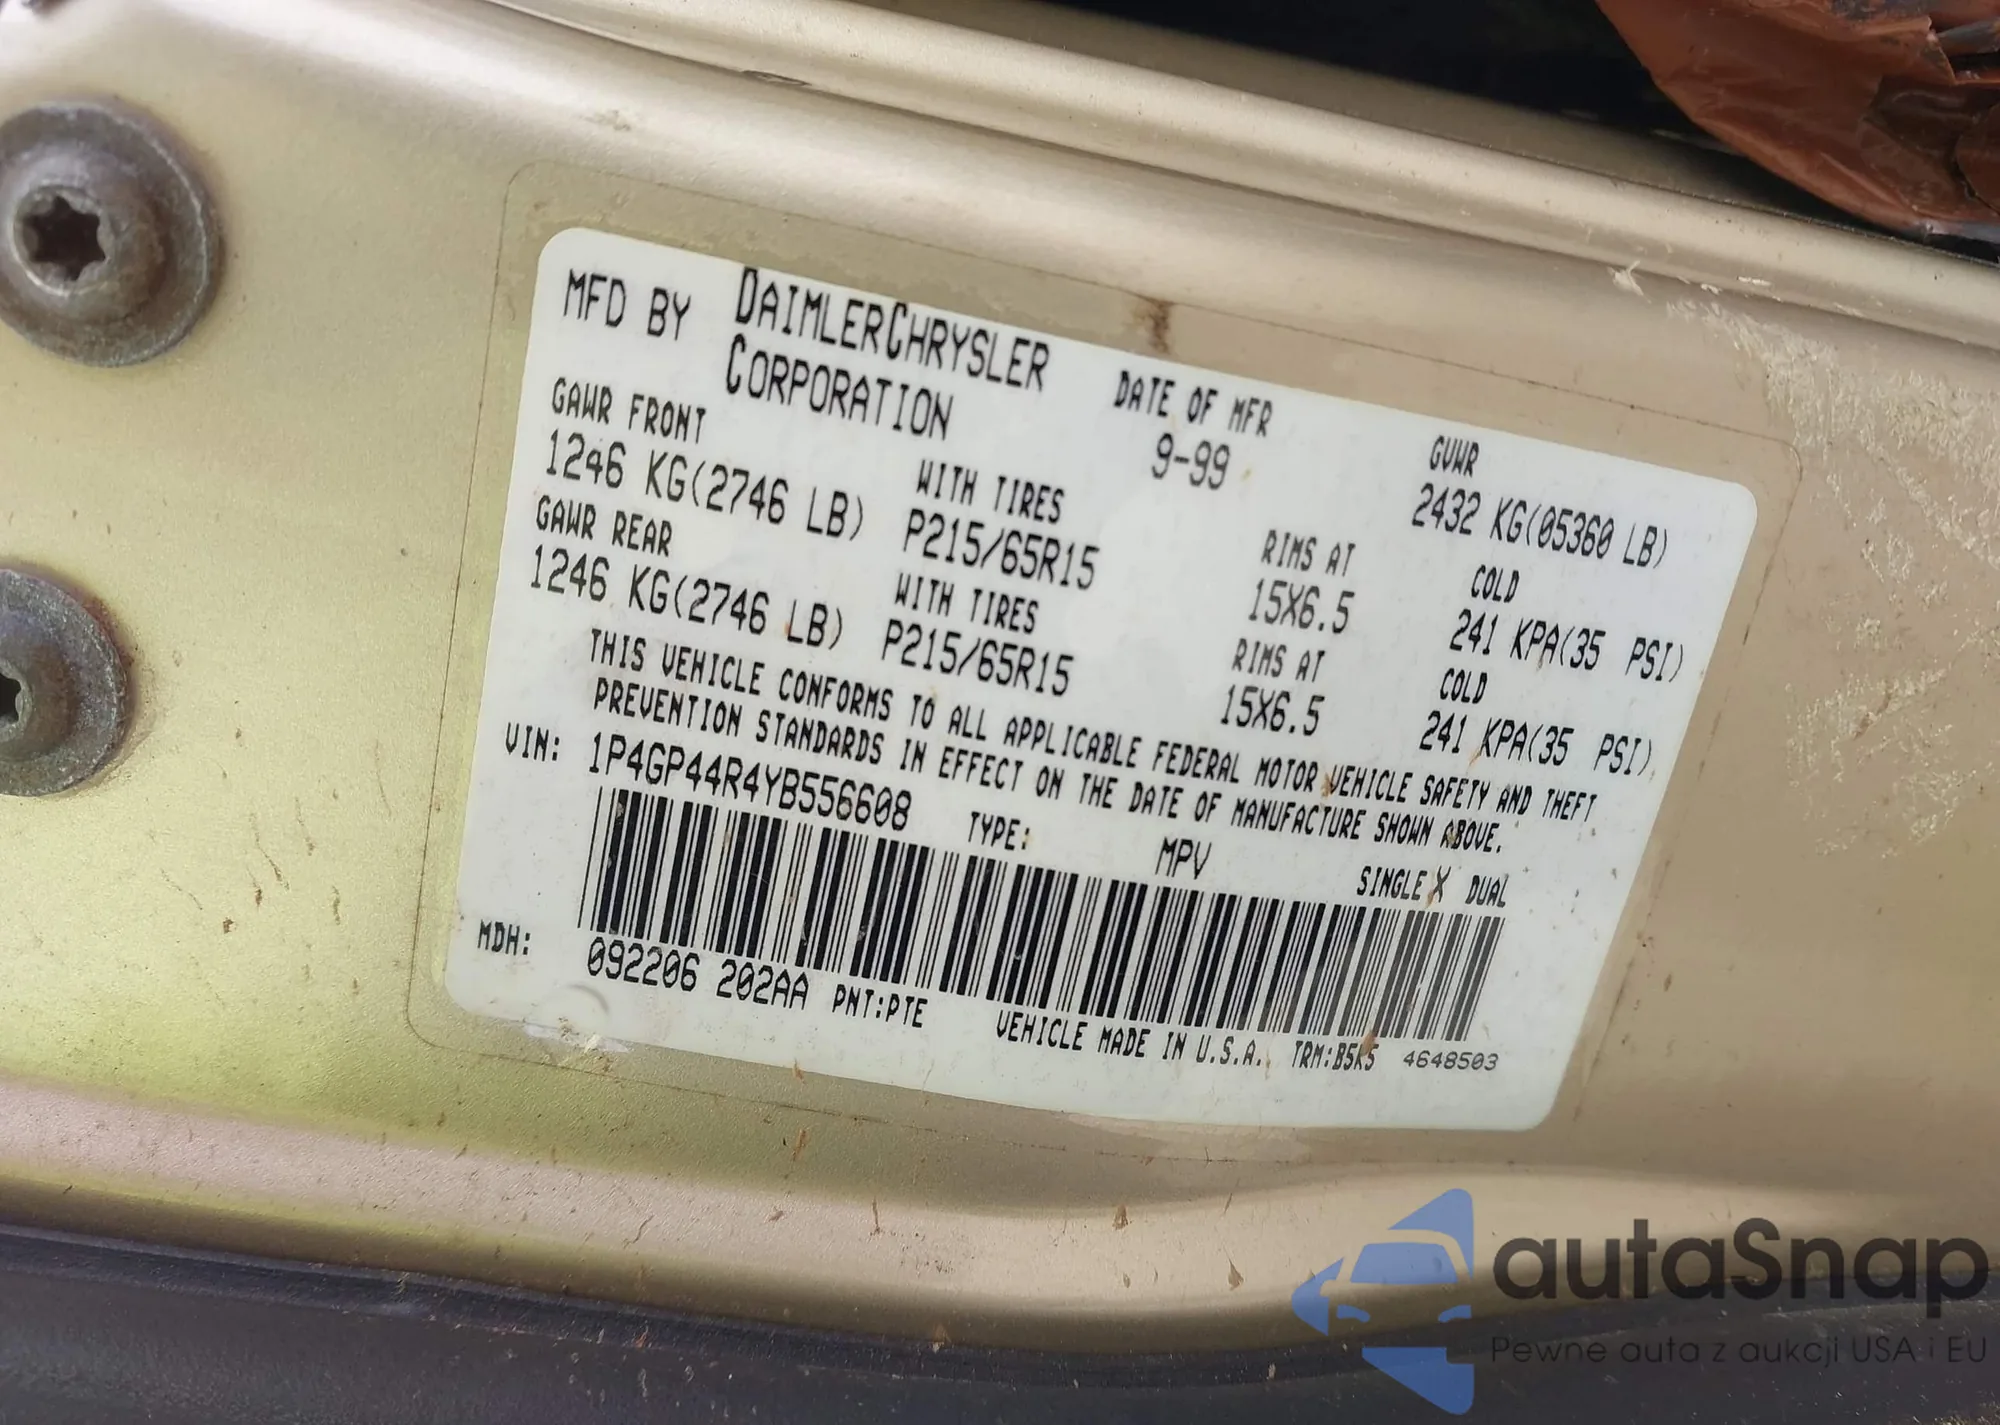 MFD BY DAIMLERCHRYSLER CORPORATION
DATE OF MFR 9-99
GVWR 2432 KG(05360 LB)
GAWR FRONT WITH TIRES RIMS AT COLD
1246 KG(2746 LB) P215/65R15 15X6.5 241 KPA(35 PSI)
GAWR REAR WITH TIRES RIMS AT COLD
1246 KG(2746 LB) P215/65R15 15X6.5 241 KPA(35 PSI)
THIS VEHICLE CONFORMS TO ALL APPLICABLE FEDERAL MOTOR VEHICLE SAFETY AND THEFT
PREVENTION STANDARDS IN EFFECT ON THE DATE OF MANUFACTURE SHOWN ABOVE.
VIN: 1P4GP44R4YB556608 TYPE: MPV SINGLE X DUAL
MDH: 092206 202AA PNT:PTE VEHICLE MADE IN U.S.A. TRM:B5K5 4648503
autaSnap
Pewne auta z aukcji USA i EU